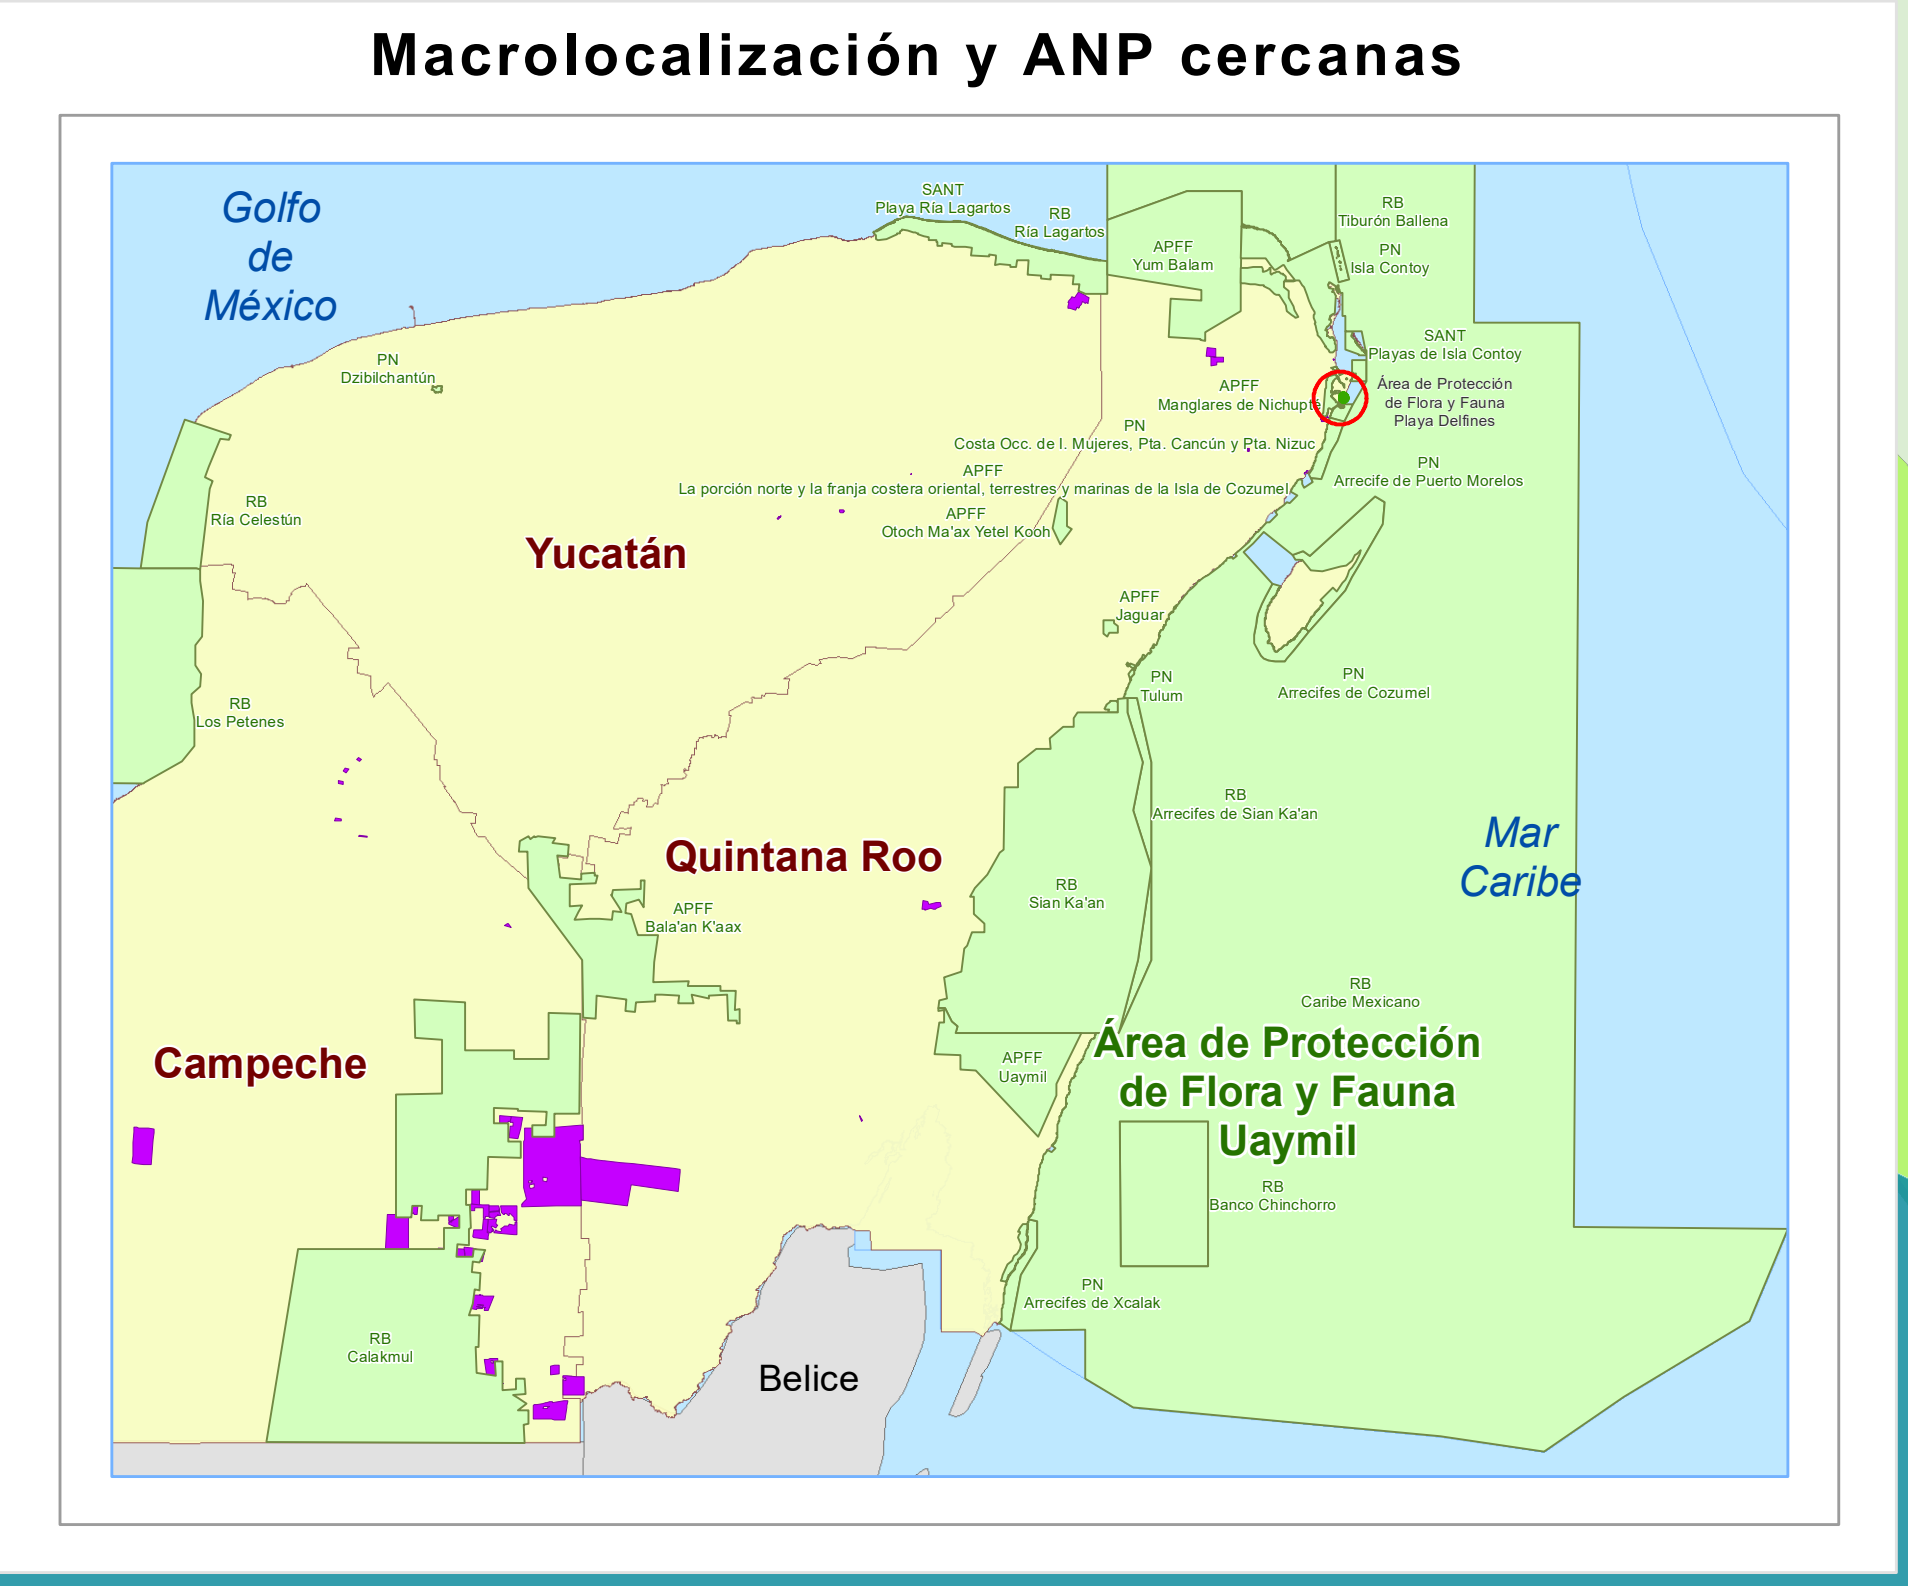 Macrolocalización y ANP cercanas
Golfo
de
México
SANT
Playa Ría Lagartos
RB
Ría Lagartos
APFF
Yum Balam
RB
Tiburón Ballena
PN
Isla Contoy
SANT
Playas de Isla Contoy
PN
Dzibilchantún
APFF
Manglares de Nichupté
Área de Protección
de Flora y Fauna
Playa Delfines
PN
Costa Occ. de I. Mujeres, Pta. Cancún y Pta. Nizuc
PN
Arrecife de Puerto Morelos
APFF
La porción norte y la franja costera oriental, terrestres y marinas de la Isla de Cozumel
RB
Ría Celestún
APFF
Otoch Ma'ax Yetel Kooh
Yucatán
APFF
Jaguar
PN
Tulum
PN
Arrecifes de Cozumel
RB
Los Petenes
RB
Arrecifes de Sian Ka'an
Mar
Caribe
Quintana Roo
RB
Sian Ka'an
APFF
Bala'an K'aax
RB
Caribe Mexicano
Campeche
APFF
Uaymil
Área de Protección
de Flora y Fauna
Uaymil
RB
Banco Chinchorro
PN
Arrecifes de Xcalak
RB
Calakmul
Belice